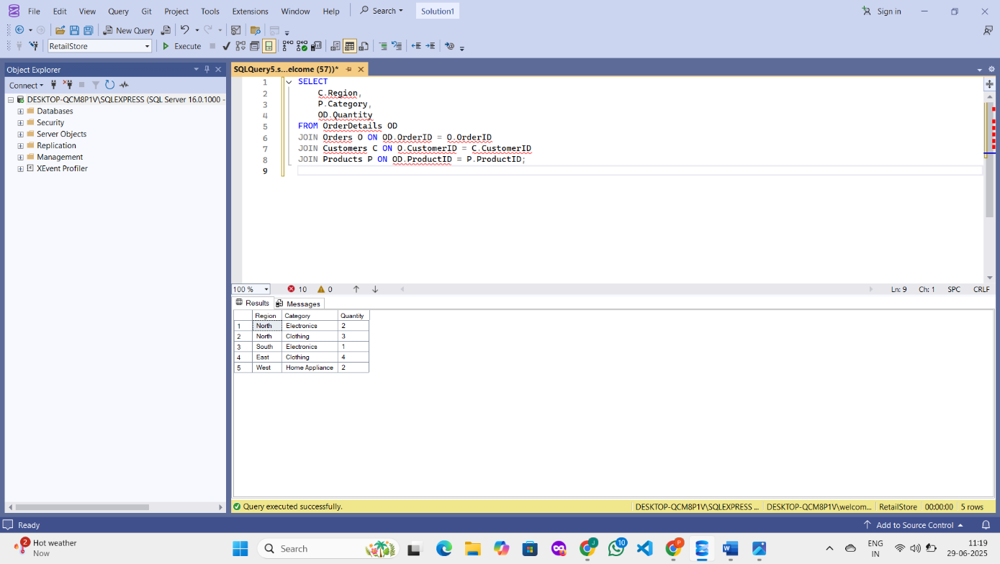 File Edit View Query Git Project Tools Extensions Window Help Search Solution1 Sign in
New Query
RetailStore Execute
Object Explorer
Connect
DESKTOP-QCM8P1V\SQLEXPRESS (SQL Server 16.0.1000 -
Databases
Security
Server Objects
Replication
Management
XEvent Profiler
SQLQuery5.s...elcome (57))*
1 SELECT
2 C.Region,
3 P.Category,
4 OD.Quantity
5 FROM OrderDetails OD
6 JOIN Orders O ON OD.OrderID = O.OrderID
7 JOIN Customers C ON O.CustomerID = C.CustomerID
8 JOIN Products P ON OD.ProductID = P.ProductID;
9
100 % 10 0 Ln: 9 Ch: 1 SPC CRLF
Results Messages
Region Category Quantity
1 North Electronics 2
2 North Clothing 3
3 South Electronics 1
4 East Clothing 4
5 West Home Appliance 2
Query executed successfully. DESKTOP-QCM8P1V\SQLEXPRESS ... DESKTOP-QCM8P1V\welcom... RetailStore 00:00:00 5 rows
Ready Add to Source Control
2 Hot weather
Now
Search
J
10
P
W
ENG
IN
11:19
29-06-2025